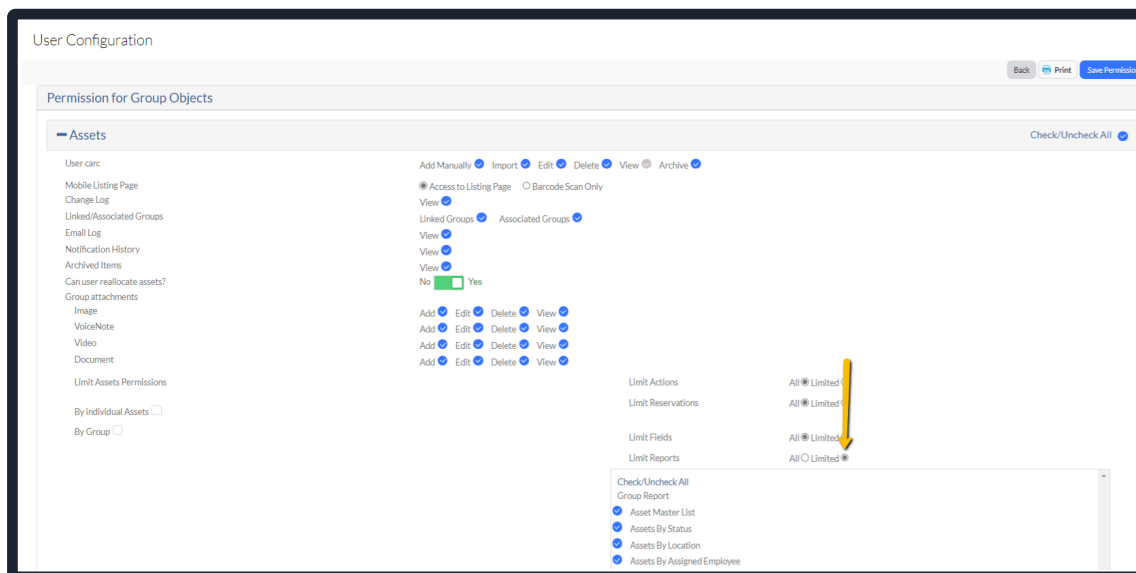 User Configuration
Back Print Save Permissio
Permission for Group Objects
Assets Check/Uncheck All
User can: Add Manually Import Edit Delete View Archive
Mobile Listing Page Access to Listing Page Barcode Scan Only
Change Log View
Linked/Associated Groups Linked Groups Associated Groups
Email Log View
Notification History View
Archived Items View
Can user reallocate assets? No Yes
Group attachments
Image Add Edit Delete View
VoiceNote Add Edit Delete View
Video Add Edit Delete View
Document Add Edit Delete View
Limit Assets Permissions Limit Actions All Limited
Limit Reservations All Limited
By individual Assets
By Group
Limit Fields All Limited
Limit Reports All Limited
Check/Uncheck All
Group Report
Asset Master List
Assets By Status
Assets By Location
Assets By Assigned Employee